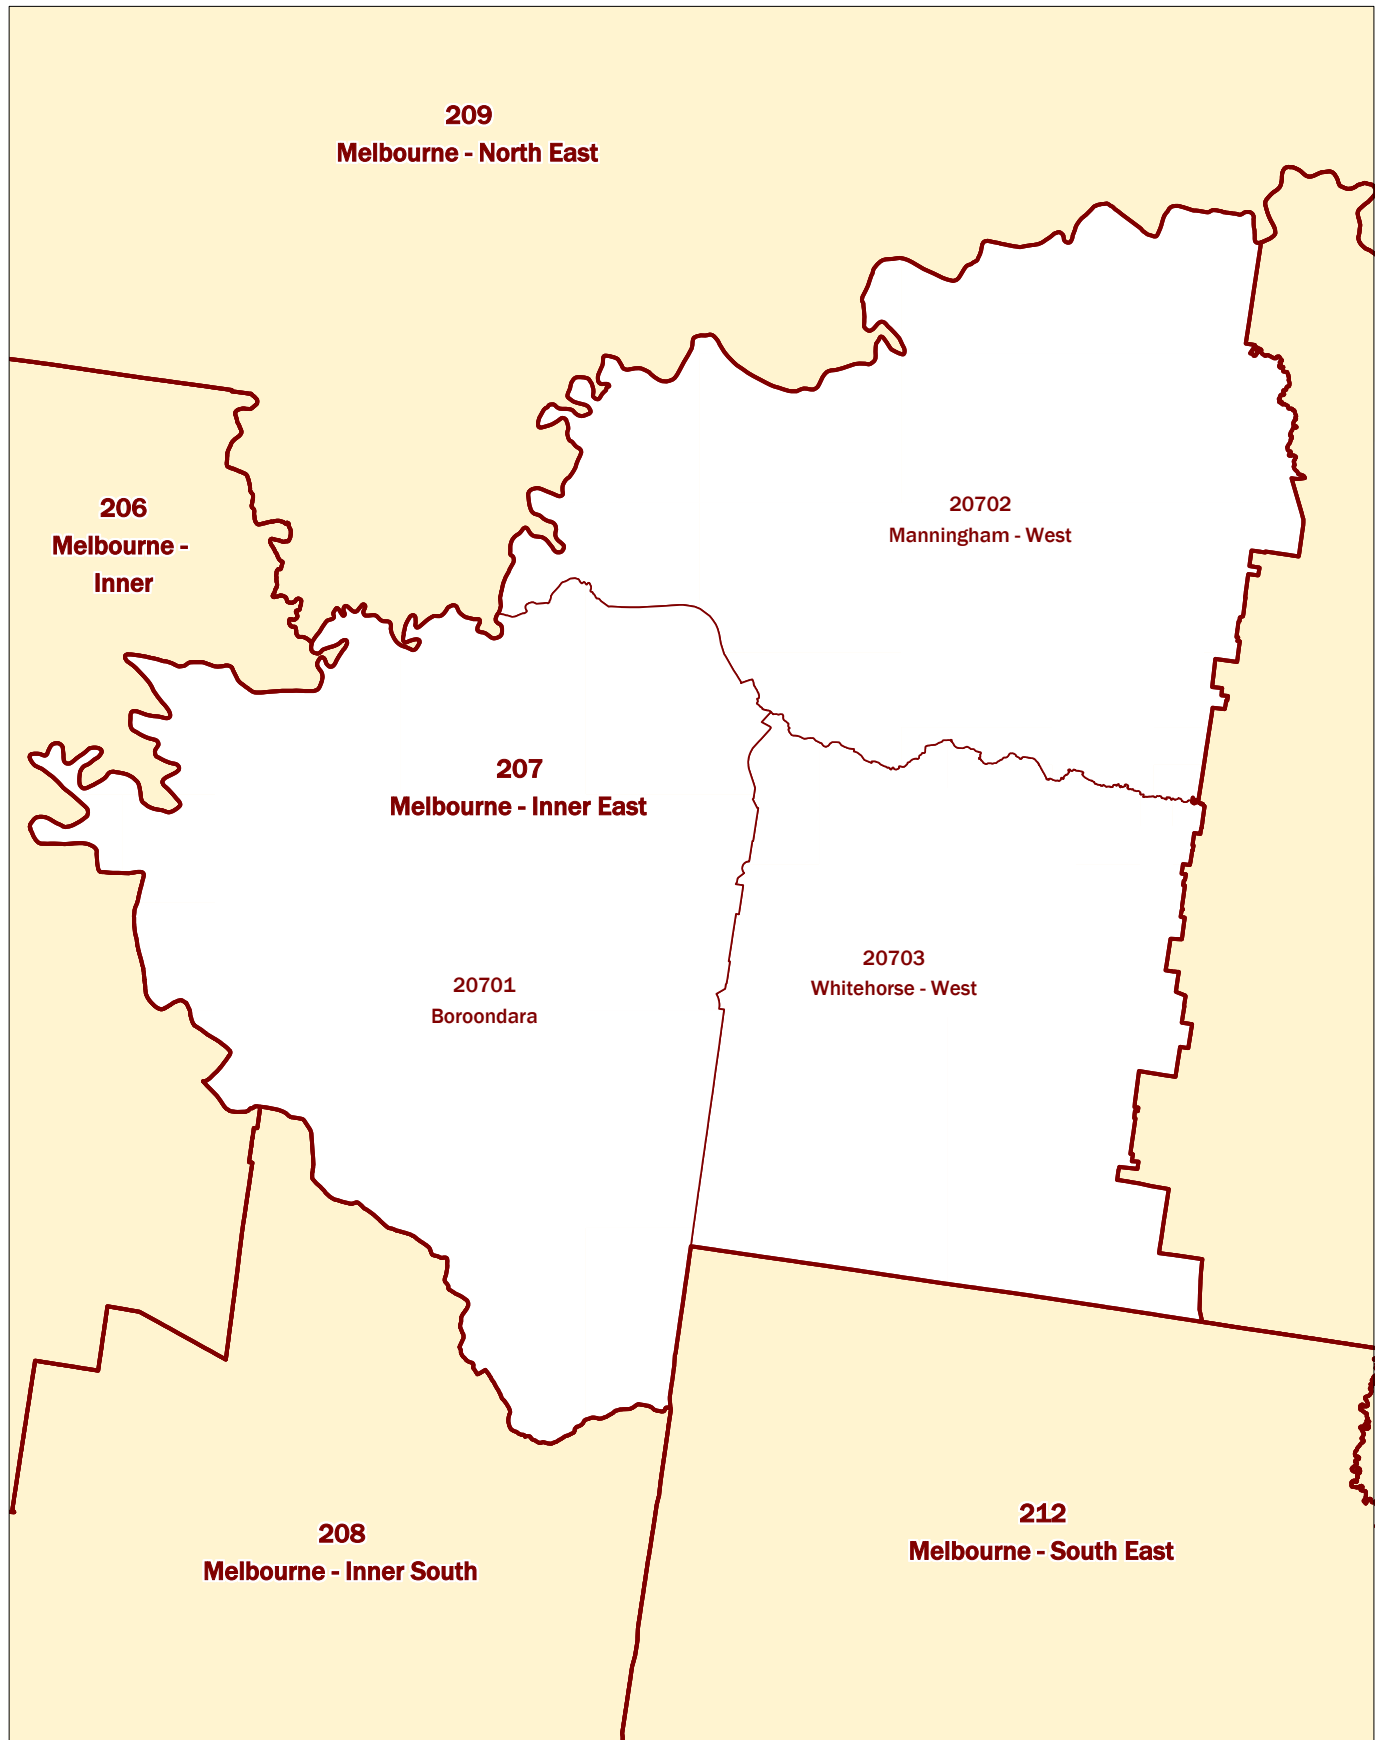 209
Melbourne - North East
206
Melbourne -
Inner
20702
Manningham - West
207
Melbourne - Inner East
20703
Whitehorse - West
20701
Boroondara
212
Melbourne - South East
208
Melbourne - Inner South